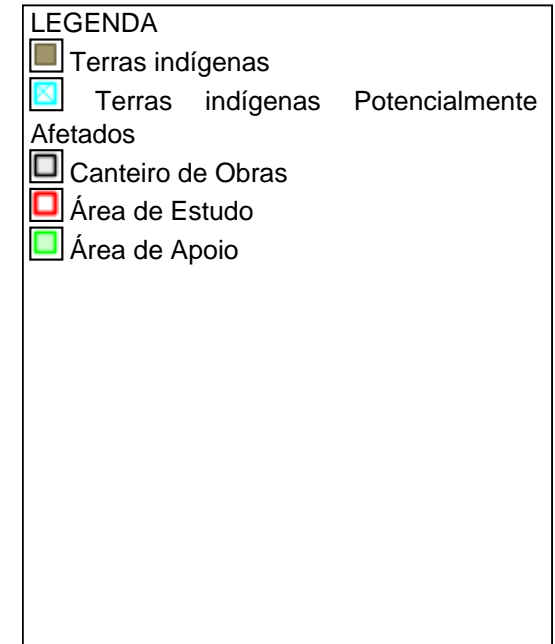 LEGENDA
Terras indígenas
Terras indígenas Potencialmente
Afetados
Canteiro de Obras
Área de Estudo
Área de Apoio